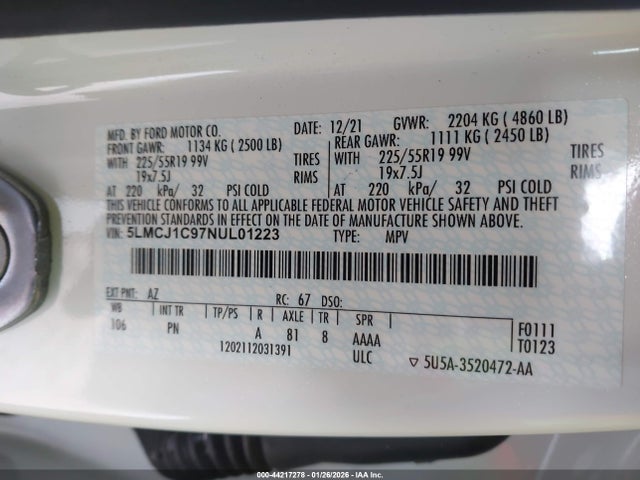 MFD. BY FORD MOTOR CO. DATE: 12/21 GVWR: 2204 KG ( 4860 LB)
FRONT GAWR: 1134 KG ( 2500 LB) REAR GAWR: 1111 KG ( 2450 LB)
WITH 225/55R19 99V TIRES WITH 225/55R19 99V TIRES
19x7.5J RIMS 19x7.5J RIMS
AT 220 kPa/ 32 PSI COLD AT 220 kPa/ 32 PSI COLD
THIS VEHICLE CONFORMS TO ALL APPLICABLE FEDERAL MOTOR VEHICLE SAFETY AND THEFT
PREVENTION STANDARDS IN EFFECT ON THE DATE OF MANUFACTURE SHOWN ABOVE.
VIN: 5LMCJ1C97NUL01223 TYPE: MPV
EXT PNT: AZ RC: 67 DSO:
WB INT TR TP/PS R AXLE TR SPR F0111
106 PN A 81 8 AAAA T0123
1202112031391 ULC ▽ 5U5A-3520472-AA
000-44217278 | 01/26/2026 | IAA Inc.